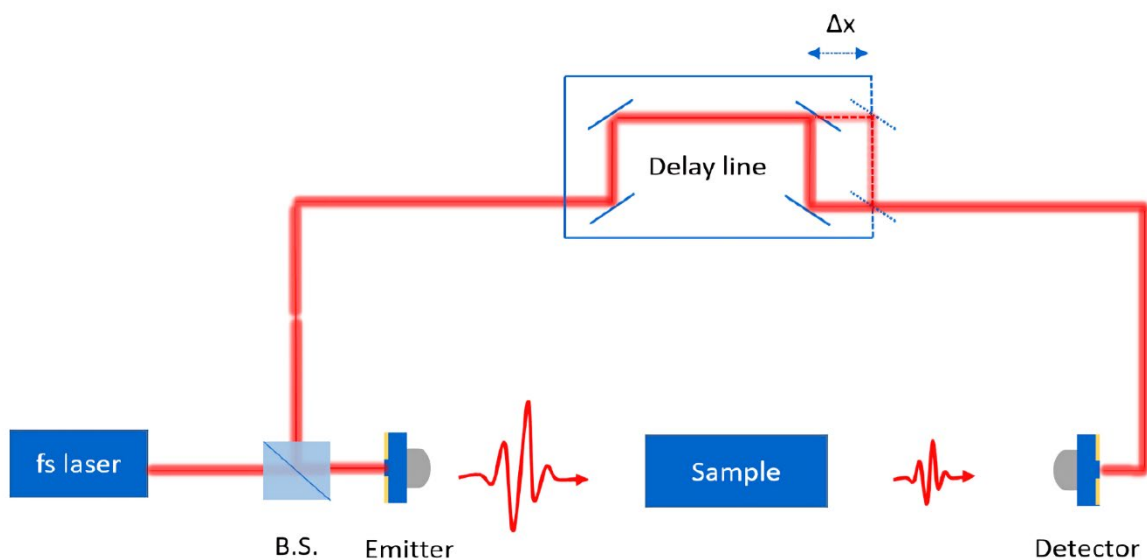 Δx
Delay line
fs laser
Sample
B.S.
Emitter
Detector